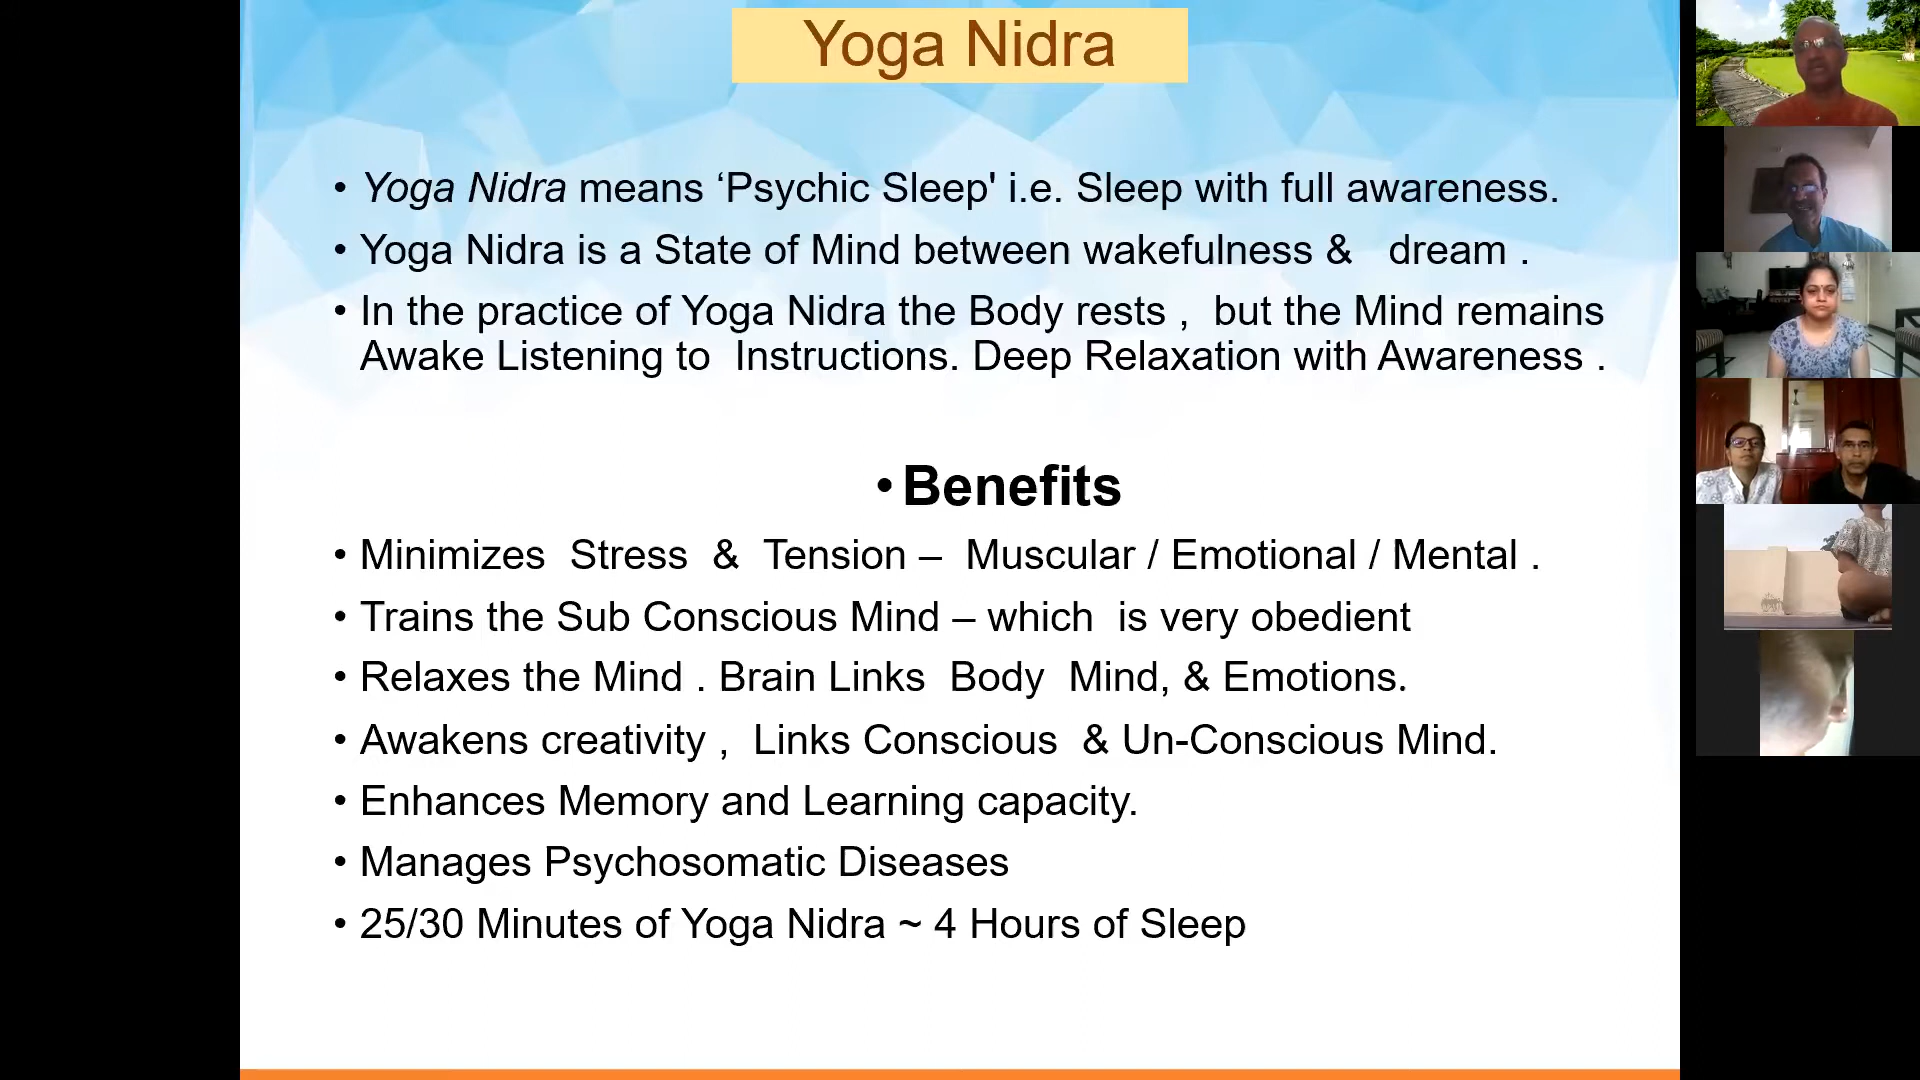 Yoga Nidra
• Yoga Nidra means ‘Psychic Sleep' i.e. Sleep with full awareness.
• Yoga Nidra is a State of Mind between wakefulness & dream .
• In the practice of Yoga Nidra the Body rests , but the Mind remains
Awake Listening to Instructions. Deep Relaxation with Awareness .
• Benefits
• Minimizes Stress & Tension – Muscular / Emotional / Mental .
• Trains the Sub Conscious Mind – which is very obedient
• Relaxes the Mind . Brain Links Body Mind, & Emotions.
• Awakens creativity , Links Conscious & Un-Conscious Mind.
• Enhances Memory and Learning capacity.
• Manages Psychosomatic Diseases
• 25/30 Minutes of Yoga Nidra ~ 4 Hours of Sleep